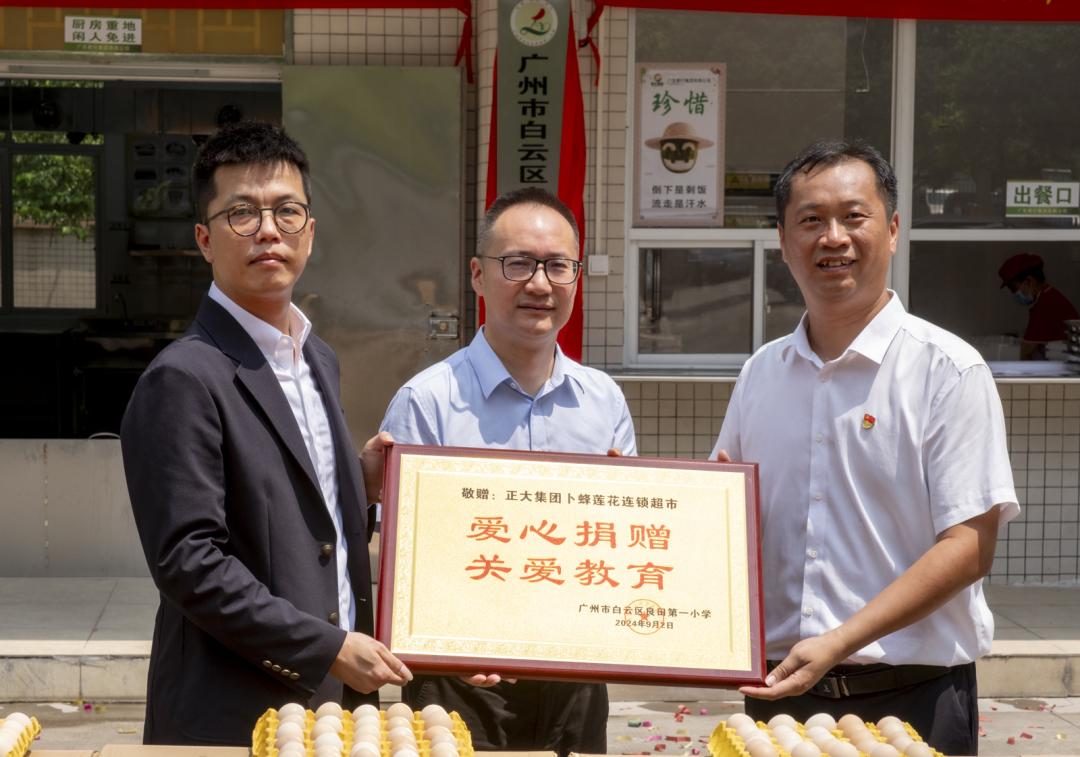 厨房重地
闲人免进
广州市白云区
珍惜
倒下是剩饭
流走是汗水
出餐口
敬赠：正大集团卜蜂莲花连锁超市
爱心捐赠
关爱教育
广州市白云区良田第一小学
2024年9月2日